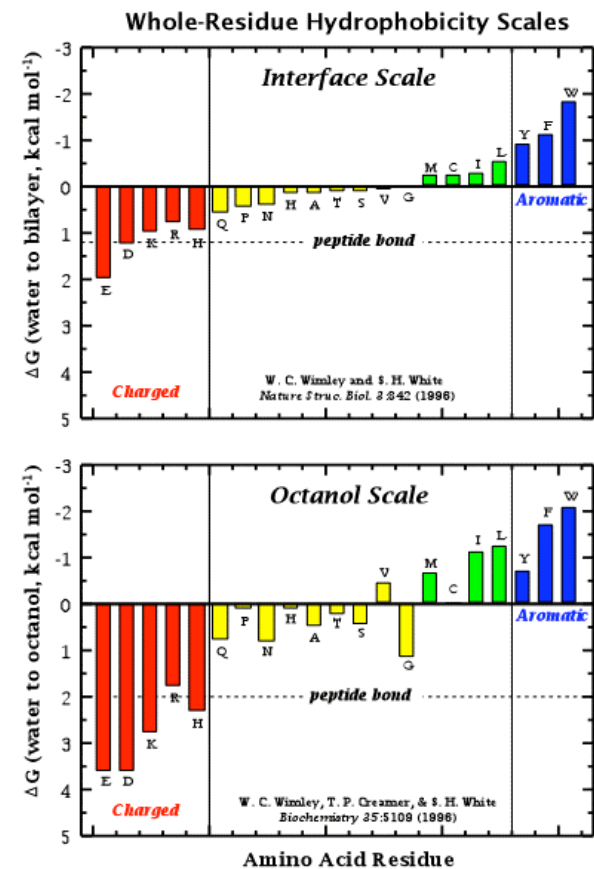 Whole-Residue Hydrophobicity Scales
Interface Scale
ΔG (water to bilayer, kcal mol-1)
-3
-2
-1
0
1
2
3
4
5
E D K R H Q P N H A T S V G M C I L Y F W
Aromatic
peptide bond
Charged
W. C. Wimley and S. H. White
Nature Struc. Biol. 3:842 (1996)
Octanol Scale
ΔG (water to octanol, kcal mol-1)
-3
-2
-1
0
1
2
3
4
5
E D K R H Q P N H A T S V G M C I L Y F W
Aromatic
peptide bond
Charged
W. C. Wimley, T. P. Creamer, & S. H. White
Biochemistry 35:5109 (1996)
Amino Acid Residue